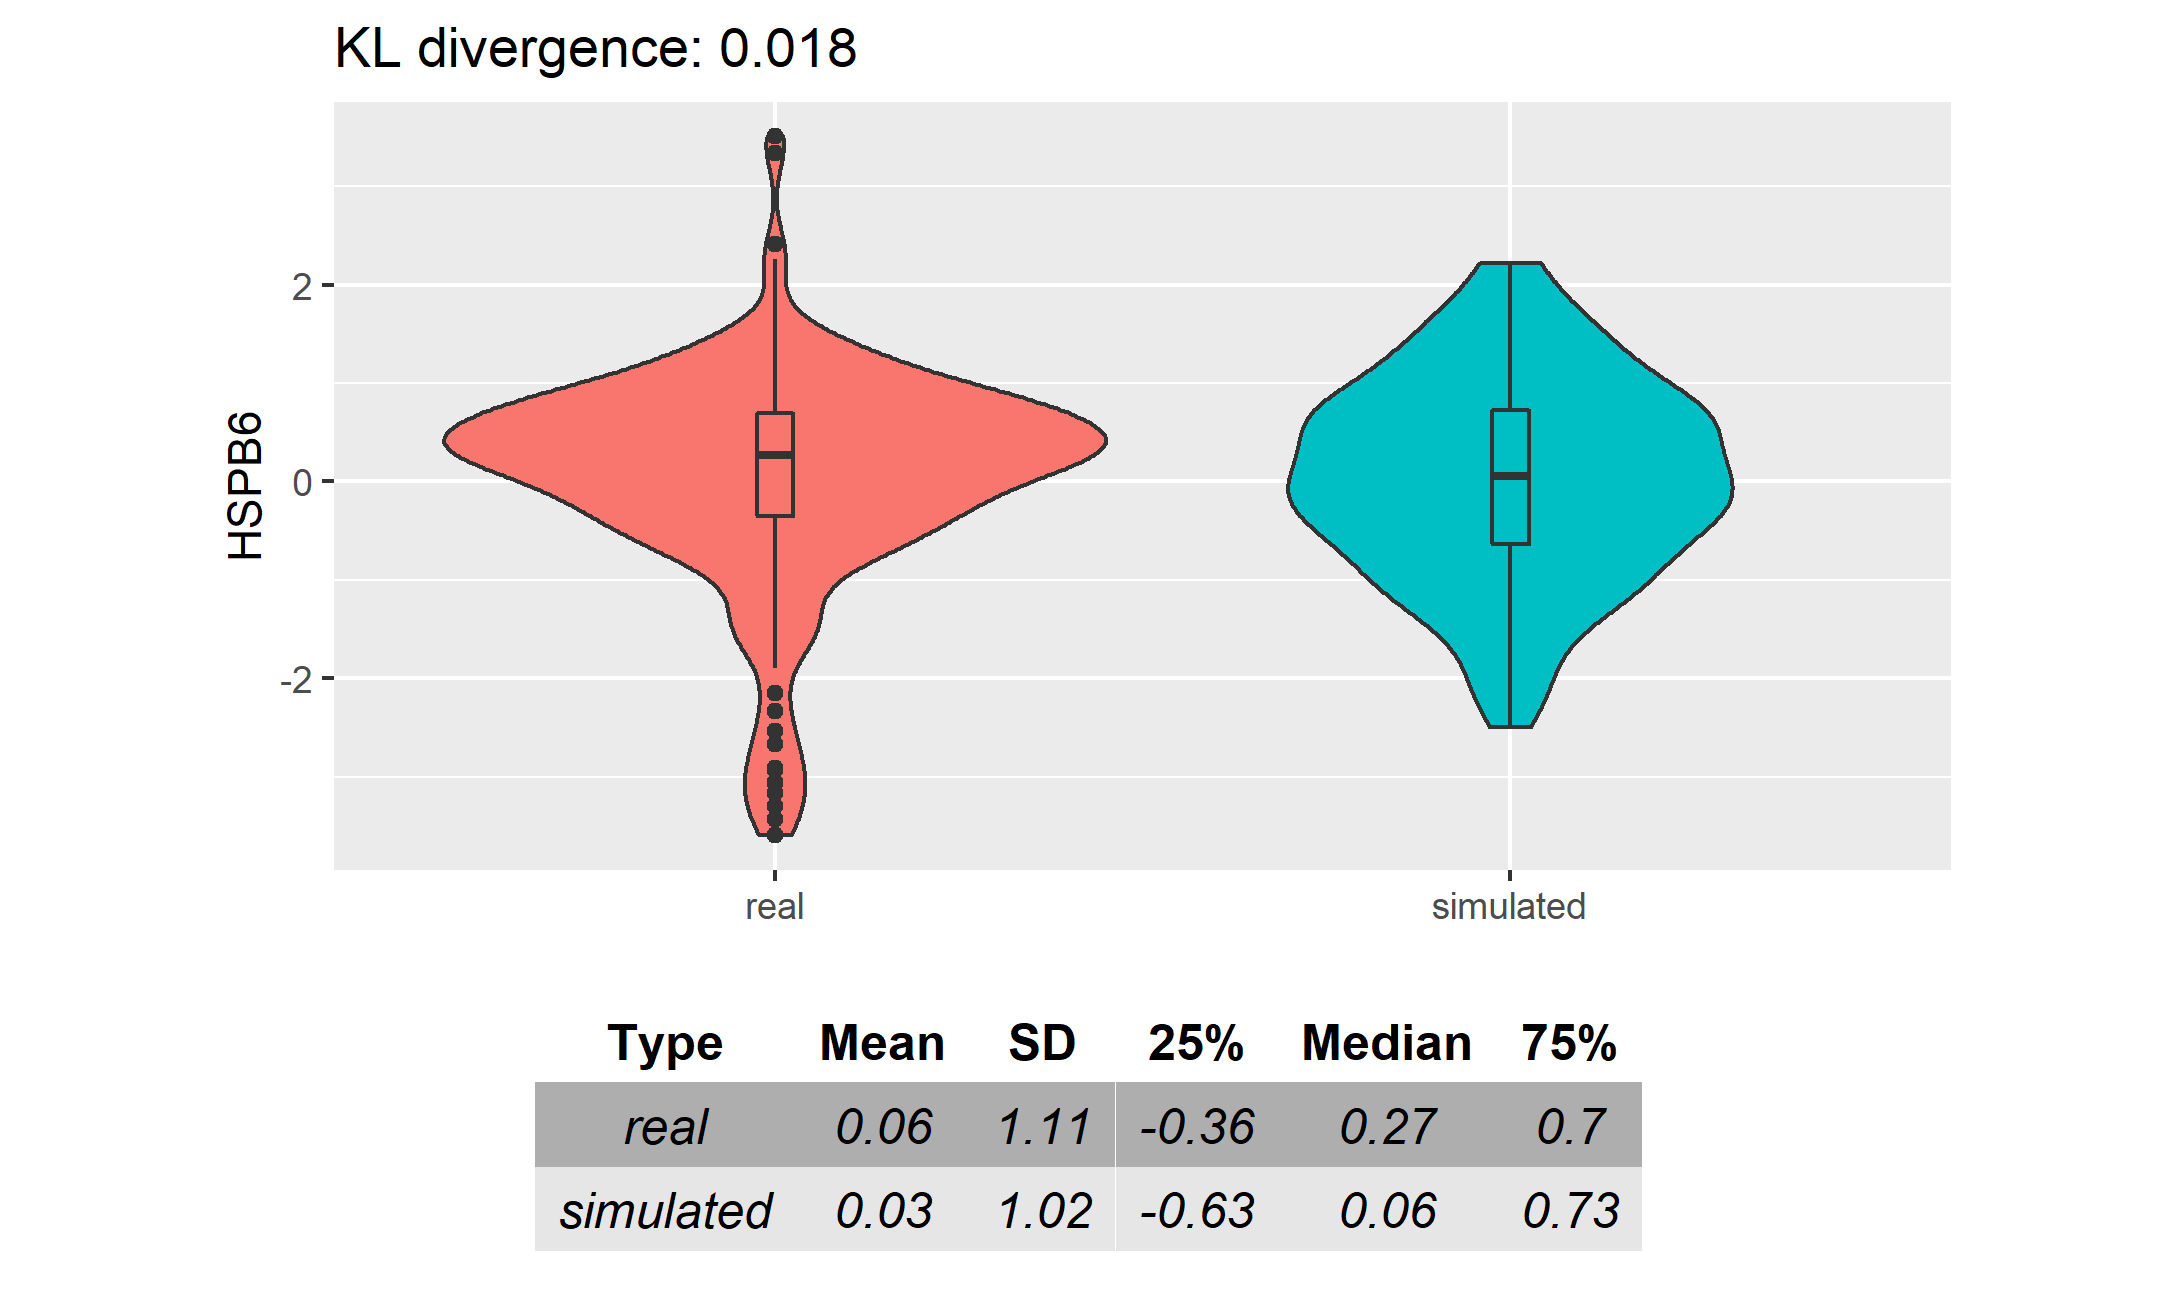 KL divergence: 0.018
HSPB6
2
0
-2
real simulated
Type Mean SD 25% Median 75%
real 0.06 1.11 -0.36 0.27 0.7
simulated 0.03 1.02 -0.63 0.06 0.73